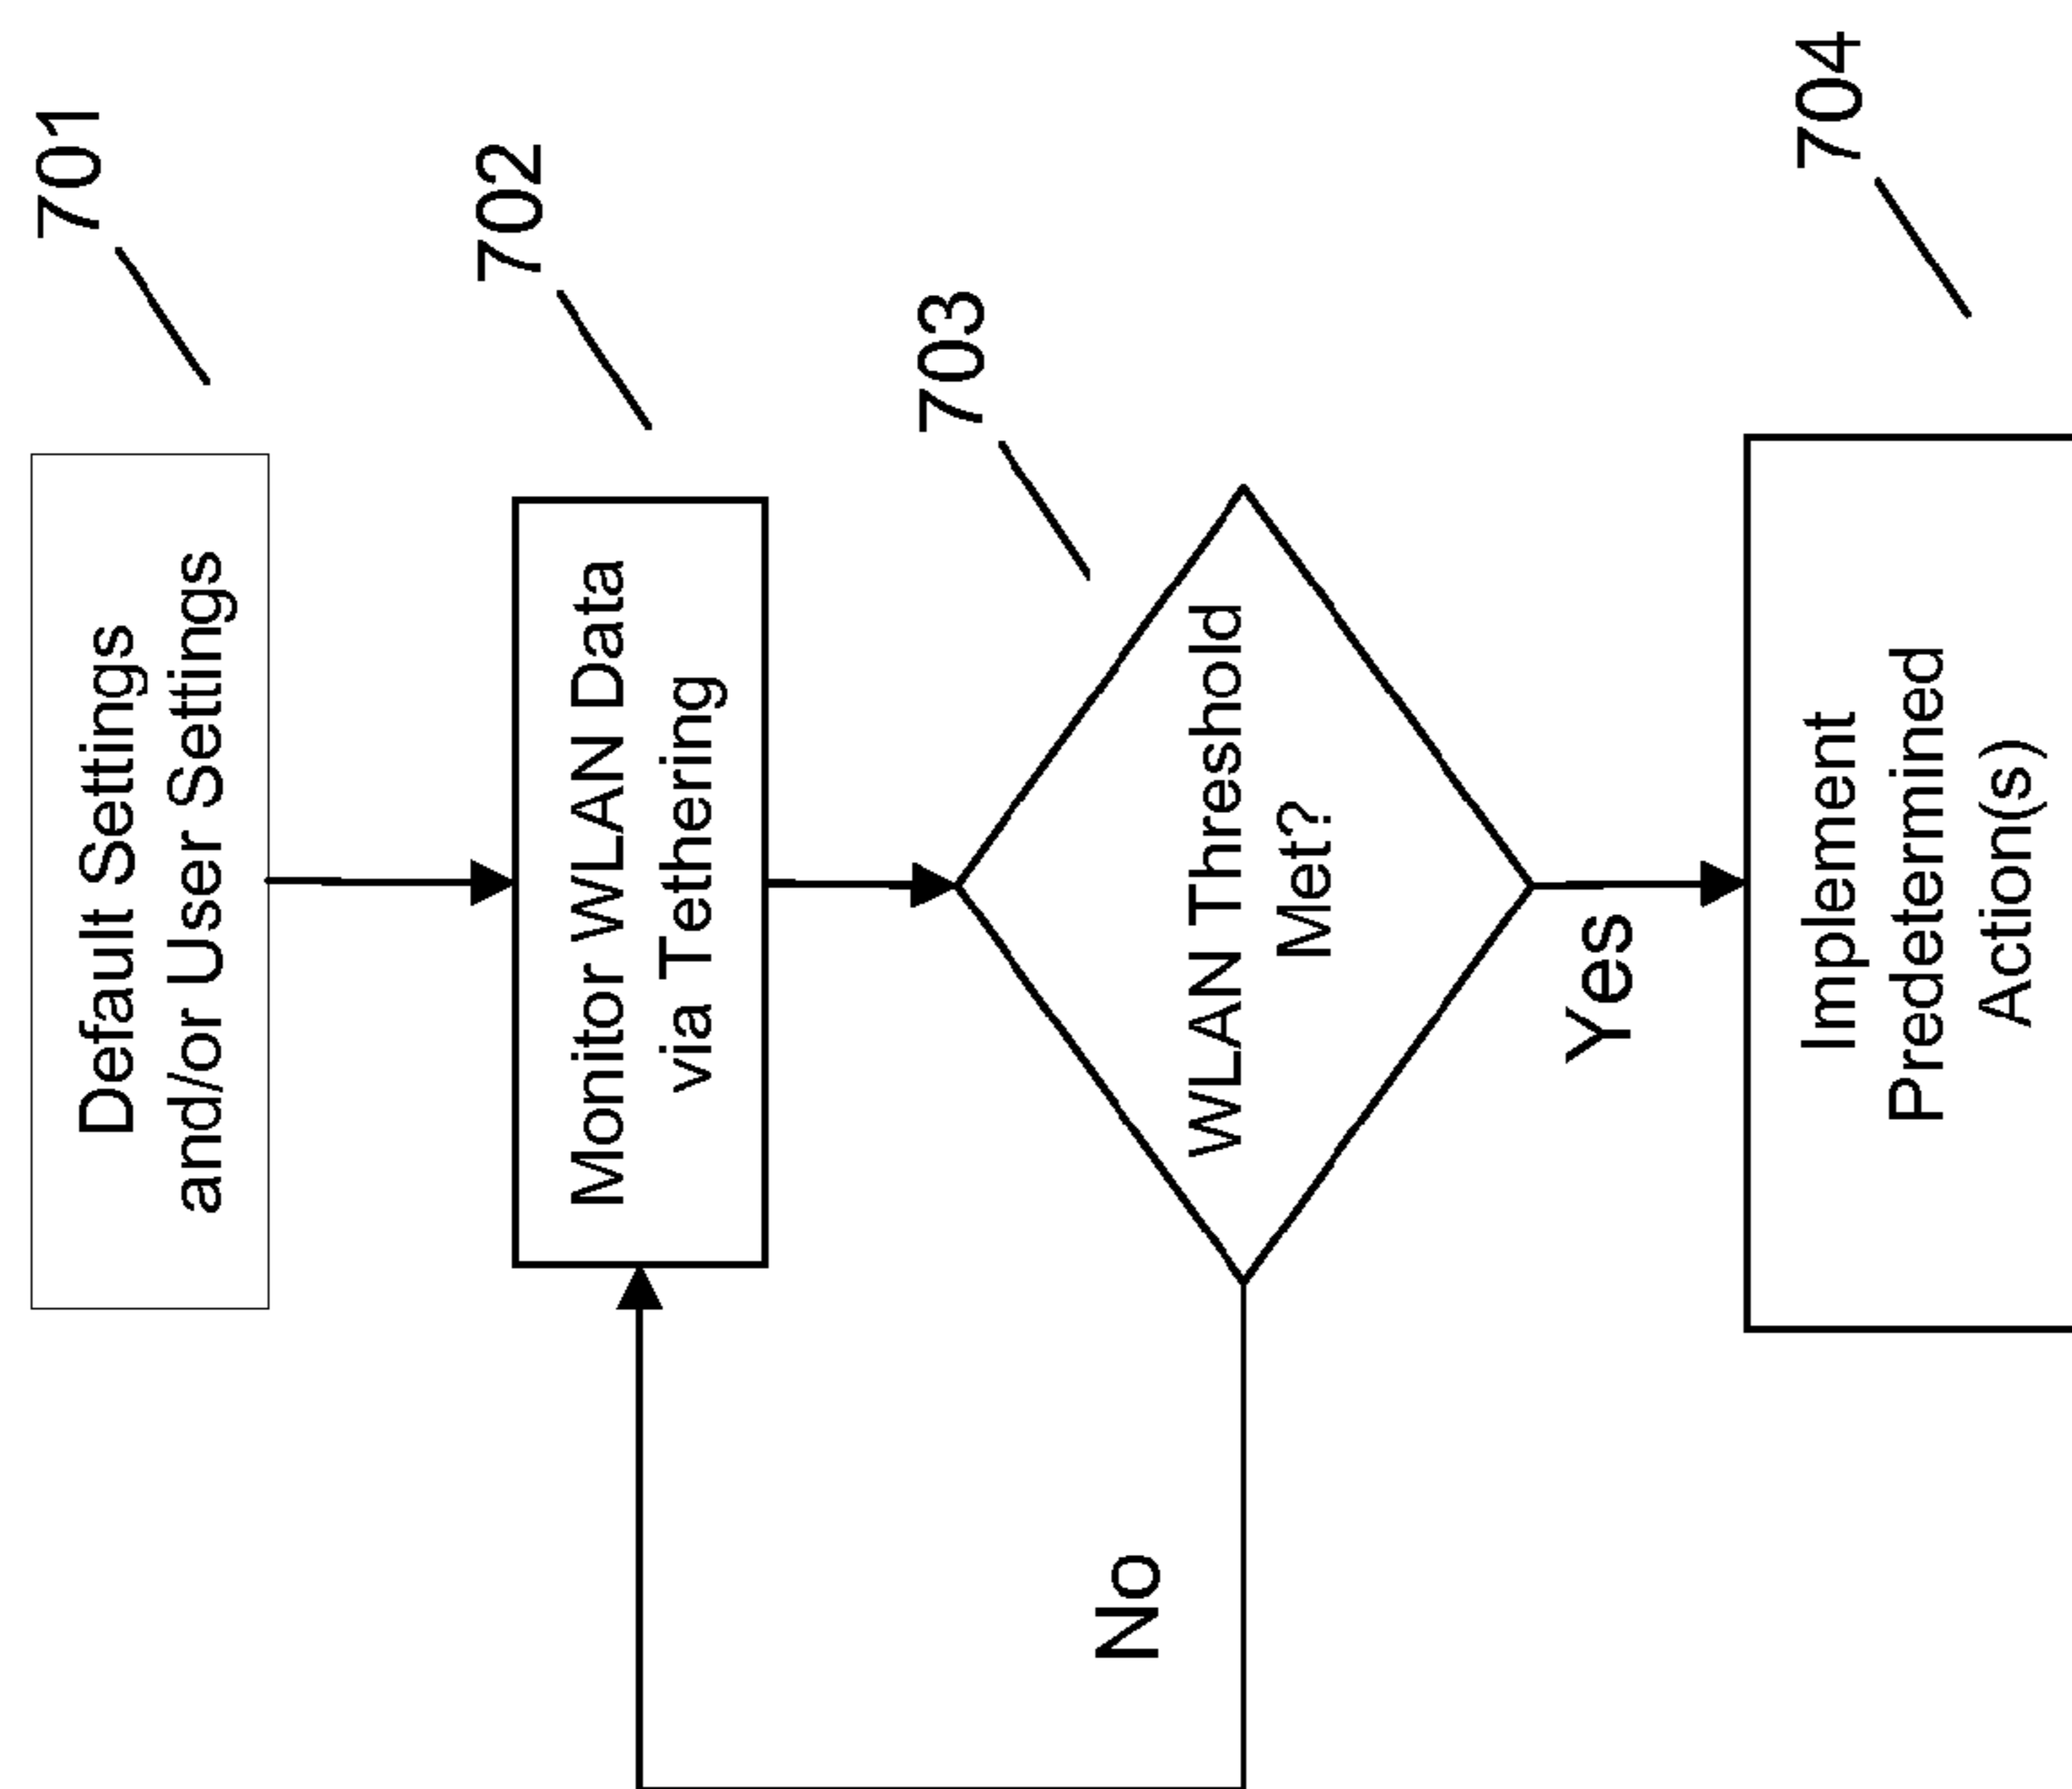 701
Default Settings
and/or User Settings
702
Monitor WLAN Data
via Tethering
703
WLAN Threshold
Met?
No
Yes
704
Implement
Predetermined
Action(s)